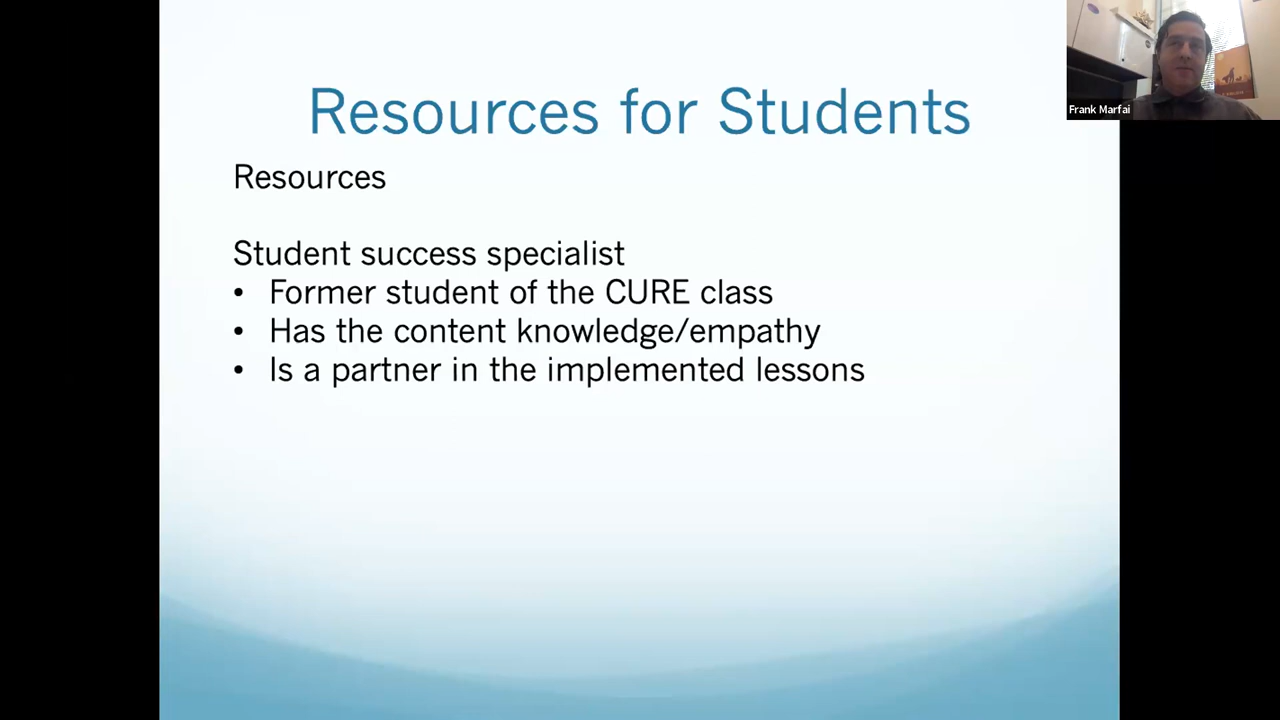 Resources for Students
Frank Marfai
Resources
Student success specialist
• Former student of the CURE class
• Has the content knowledge/empathy
• Is a partner in the implemented lessons